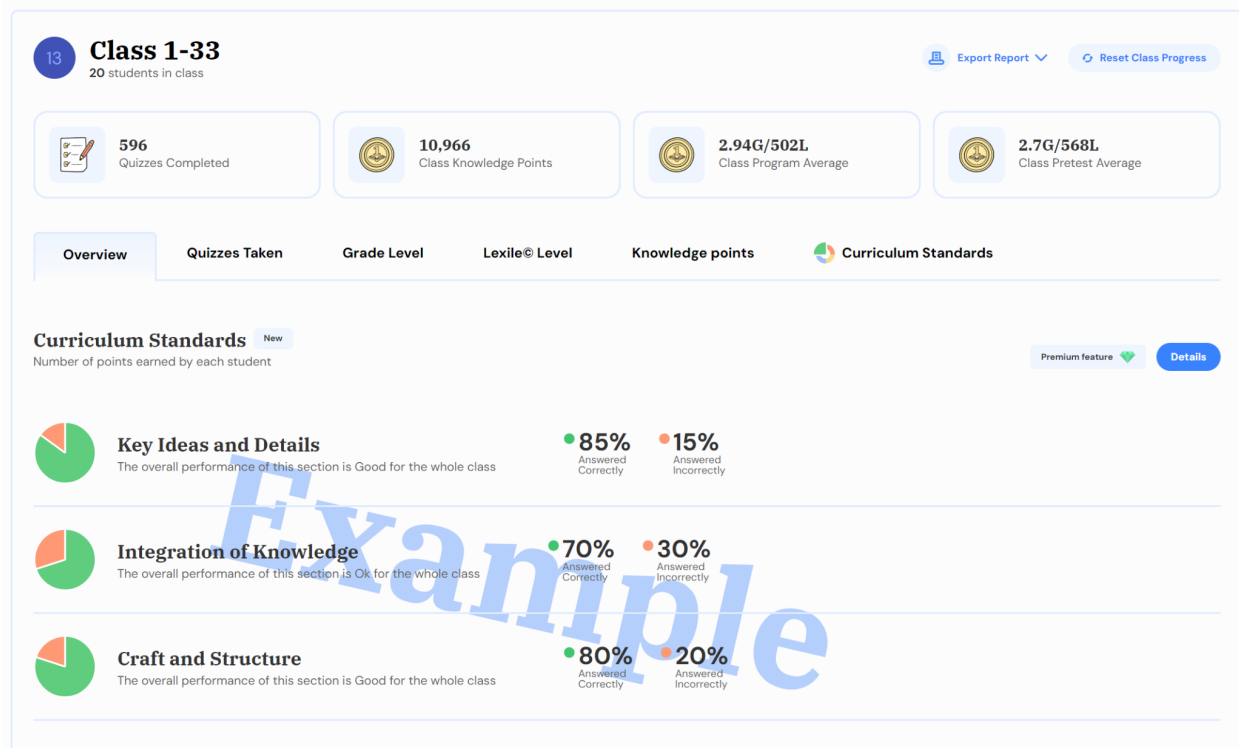 13
Class 1-33
20 students in class
Export Report
Reset Class Progress
596
Quizzes Completed
10,966
Class Knowledge Points
2.94G/502L
Class Program Average
2.7G/568L
Class Pretest Average
Overview
Quizzes Taken
Grade Level
Lexile© Level
Knowledge points
Curriculum Standards
Curriculum Standards
New
Number of points earned by each student
Premium feature
Details
Key Ideas and Details
The overall performance of this section is Good for the whole class
85%
Answered
Correctly
15%
Answered
Incorrectly
Integration of Knowledge
The overall performance of this section is Ok for the whole class
70%
Answered
Correctly
30%
Answered
Incorrectly
Craft and Structure
The overall performance of this section is Good for the whole class
80%
Answered
Correctly
20%
Answered
Incorrectly
Example